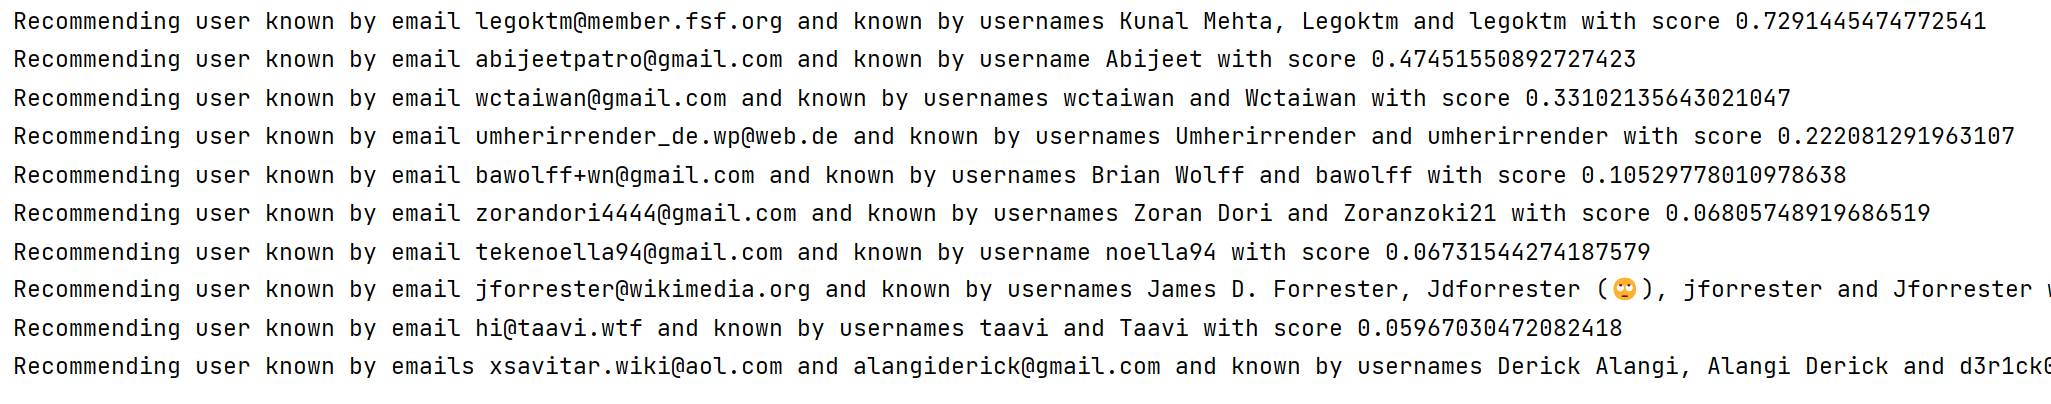 Recommending user known by email legoktm@member.fsf.org and known by usernames Kunal Mehta, Legoktm and legoktm with score 0.7291445474772541
Recommending user known by email abijeetpatro@gmail.com and known by username Abijeet with score 0.47451550892727423
Recommending user known by email wctaiwan@gmail.com and known by usernames wctaiwan and Wctaiwan with score 0.33102135643021047
Recommending user known by email umherirrender_de.wp@web.de and known by usernames Umherirrender and umherirrender with score 0.222081291963107
Recommending user known by email bawolff+wn@gmail.com and known by usernames Brian Wolff and bawolff with score 0.10529778010978638
Recommending user known by email zorandori4444@gmail.com and known by usernames Zoran Dori and Zoranzoki21 with score 0.06805748919686519
Recommending user known by email tekenoella94@gmail.com and known by username noella94 with score 0.06731544274187579
Recommending user known by email jforrester@wikimedia.org and known by usernames James D. Forrester, Jdforrester (🙄), jforrester and Jforrester w
Recommending user known by email hi@taavi.wtf and known by usernames taavi and Taavi with score 0.05967030472082418
Recommending user known by emails xsavitar.wiki@aol.com and alangiderick@gmail.com and known by usernames Derick Alangi, Alangi Derick and d3r1ck0